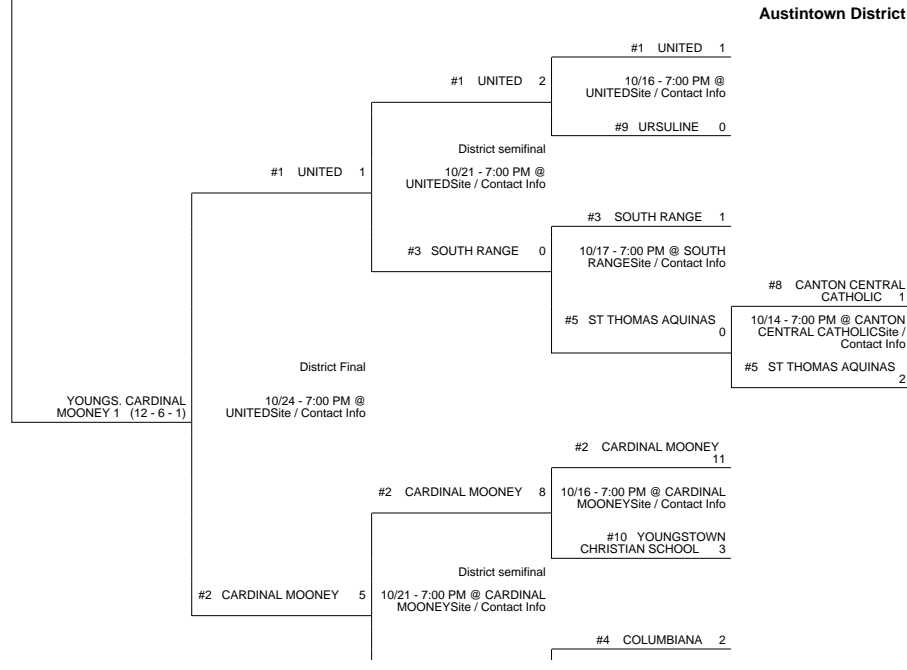 Austintown District
#1 UNITED 1
#1 UNITED 2
10/16 - 7:00 PM @
UNITEDSite / Contact Info
#9 URSULINE 0
District semifinal
#1 UNITED 1
10/21 - 7:00 PM @
UNITEDSite / Contact Info
#3 SOUTH RANGE 1
#3 SOUTH RANGE 0
10/17 - 7:00 PM @ SOUTH
RANGESite / Contact Info
#8 CANTON CENTRAL
CATHOLIC 1
#5 ST THOMAS AQUINAS
0
10/14 - 7:00 PM @ CANTON
CENTRAL CATHOLICSite /
Contact Info
#5 ST THOMAS AQUINAS
2
District Final
10/24 - 7:00 PM @
UNITEDSite / Contact Info
YOUNGS. CARDINAL
MOONEY 1 (12 - 6 - 1)
#2 CARDINAL MOONEY
11
#2 CARDINAL MOONEY 8
10/16 - 7:00 PM @ CARDINAL
MOONEYSite / Contact Info
#10 YOUNGSTOWN
CHRISTIAN SCHOOL 3
District semifinal
#2 CARDINAL MOONEY 5
10/21 - 7:00 PM @ CARDINAL
MOONEYSite / Contact Info
#4 COLUMBIANA 2